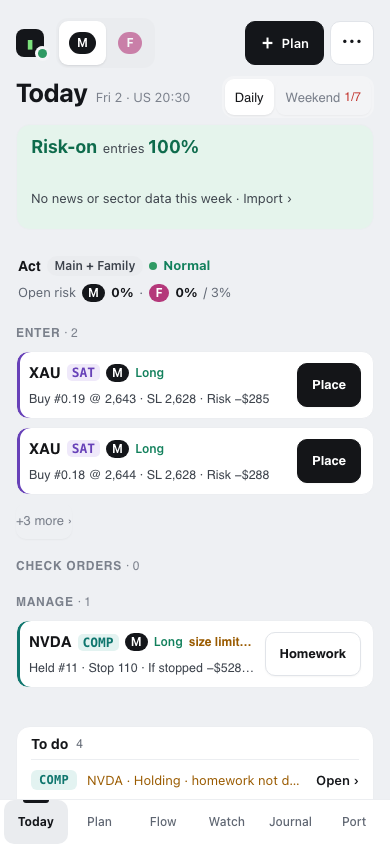 M F + Plan ···
Today Fri 2 · US 20:30 Daily Weekend 1/7
Risk-on entries 100%
No news or sector data this week · Import ›
Act Main + Family Normal
Open risk M 0% · F 0% / 3%
ENTER · 2
XAU SAT M Long
Buy #0.19 @ 2,643 · SL 2,628 · Risk −$285
Place
XAU SAT M Long
Buy #0.18 @ 2,644 · SL 2,628 · Risk −$288
Place
+3 more ›
CHECK ORDERS · 0
MANAGE · 1
NVDA COMP M Long size limit…
Held #11 · Stop 110 · If stopped −$528…
Homework
To do 4
COMP NVDA · Holding · homework not d… Open ›
Today Plan Flow Watch Journal Port